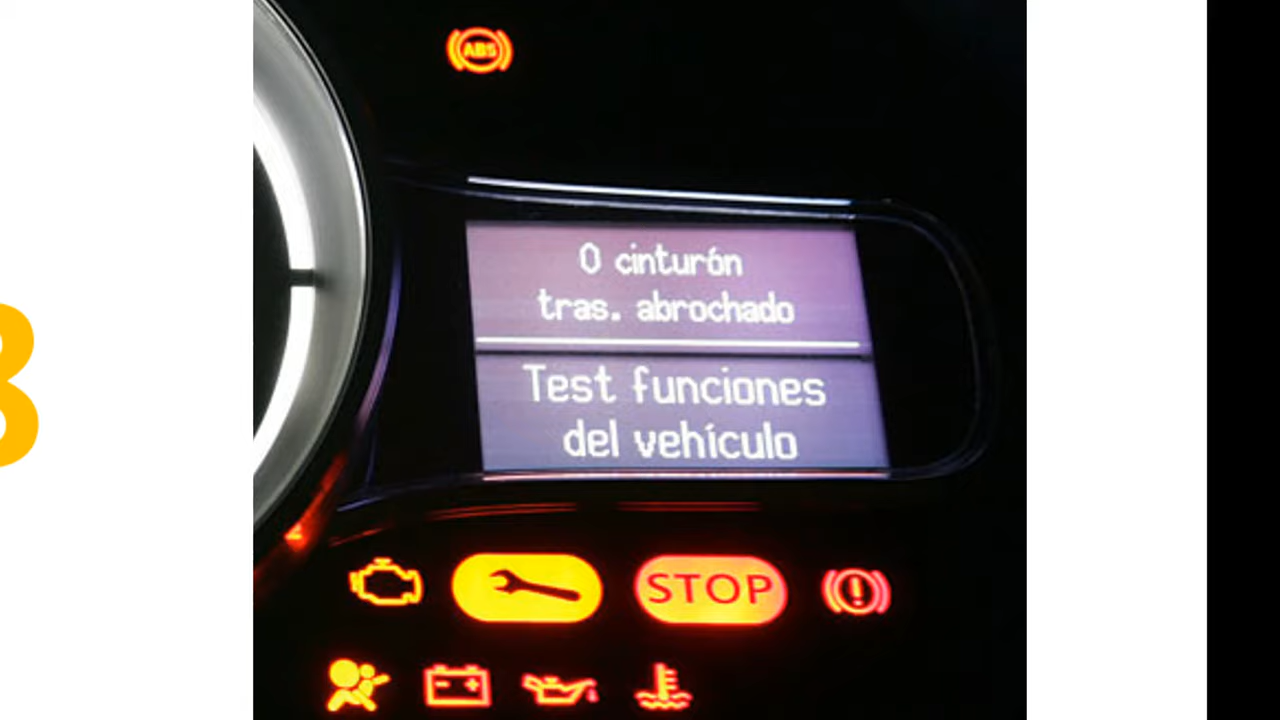 ABS
0 cinturón
tras. abrochado
Test funciones
del vehículo
STOP